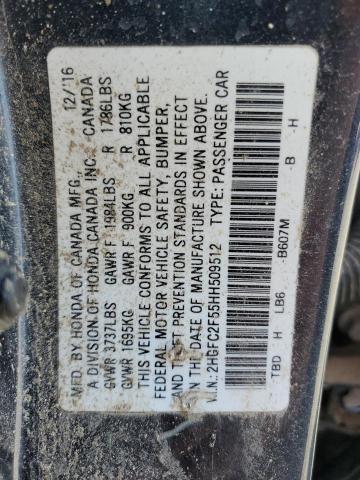 MFD. BY HONDA OF CANADA MFG., 12/16
A DIVISION OF HONDA CANADA INC. CANADA
GVWR 3737LBS GAWR F 1984LBS R 1786LBS
GVWR 1695KG GAWR F 900KG R 810KG
THIS VEHICLE CONFORMS TO ALL APPLICABLE
FEDERAL MOTOR VEHICLE SAFETY, BUMPER,
AND THEFT PREVENTION STANDARDS IN EFFECT
ON THE DATE OF MANUFACTURE SHOWN ABOVE.
V.I.N.: 2HGFC2F55HH509512 TYPE: PASSENGER CAR
-B607M -B -H
TBD H LB6